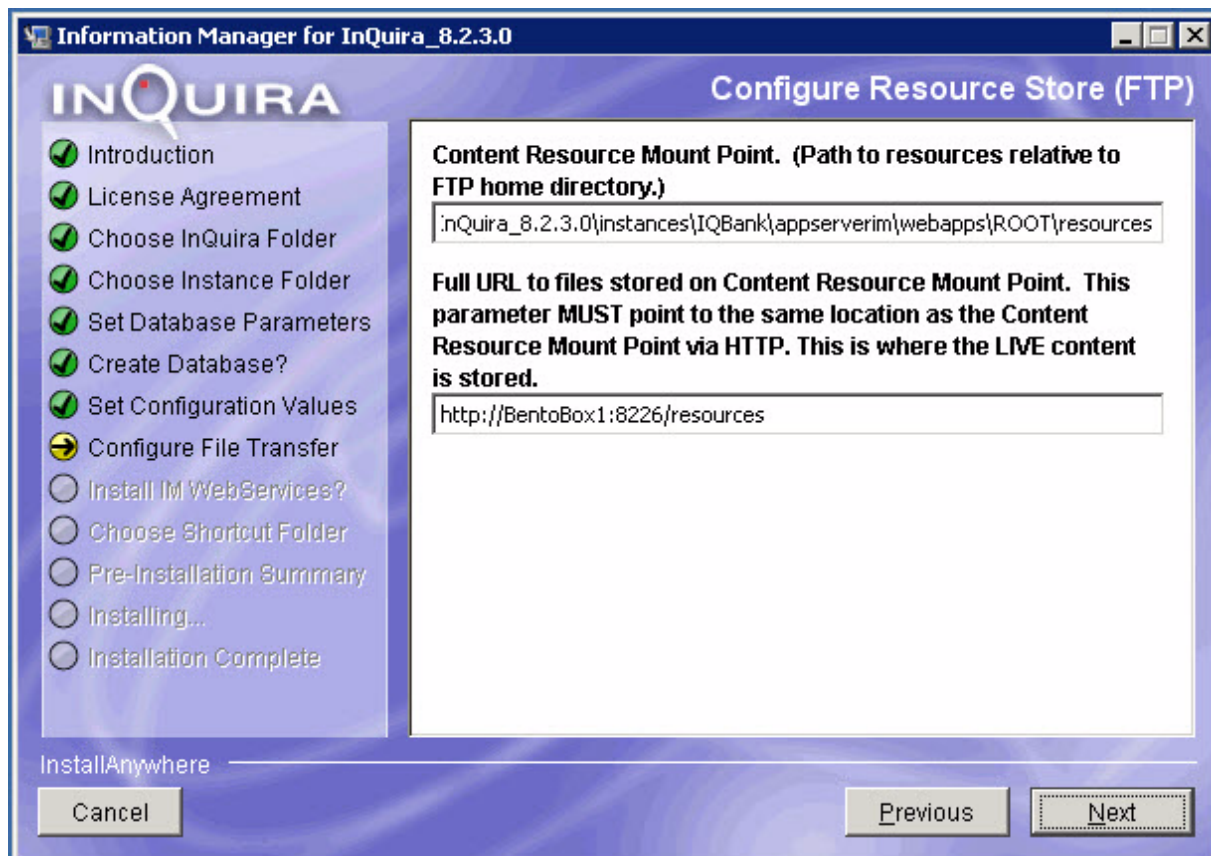 Information Manager for InQuira_8.2.3.0
INQUIRA
Configure Resource Store (FTP)
Introduction
License Agreement
Choose InQuira Folder
Choose Instance Folder
Set Database Parameters
Create Database?
Set Configuration Values
Configure File Transfer
Install IM WebServices?
Choose Shortcut Folder
Pre-Installation Summary
Installing...
Installation Complete
Content Resource Mount Point. (Path to resources relative to
FTP home directory.)
nQuira_8.2.3.0\instances\IQBank\appserverim\webapps\ROOT\resources
Full URL to files stored on Content Resource Mount Point. This
parameter MUST point to the same location as the Content
Resource Mount Point via HTTP. This is where the LIVE content
is stored.
http://BentoBox1:8226/resources
InstallAnywhere
Cancel
Previous
Next